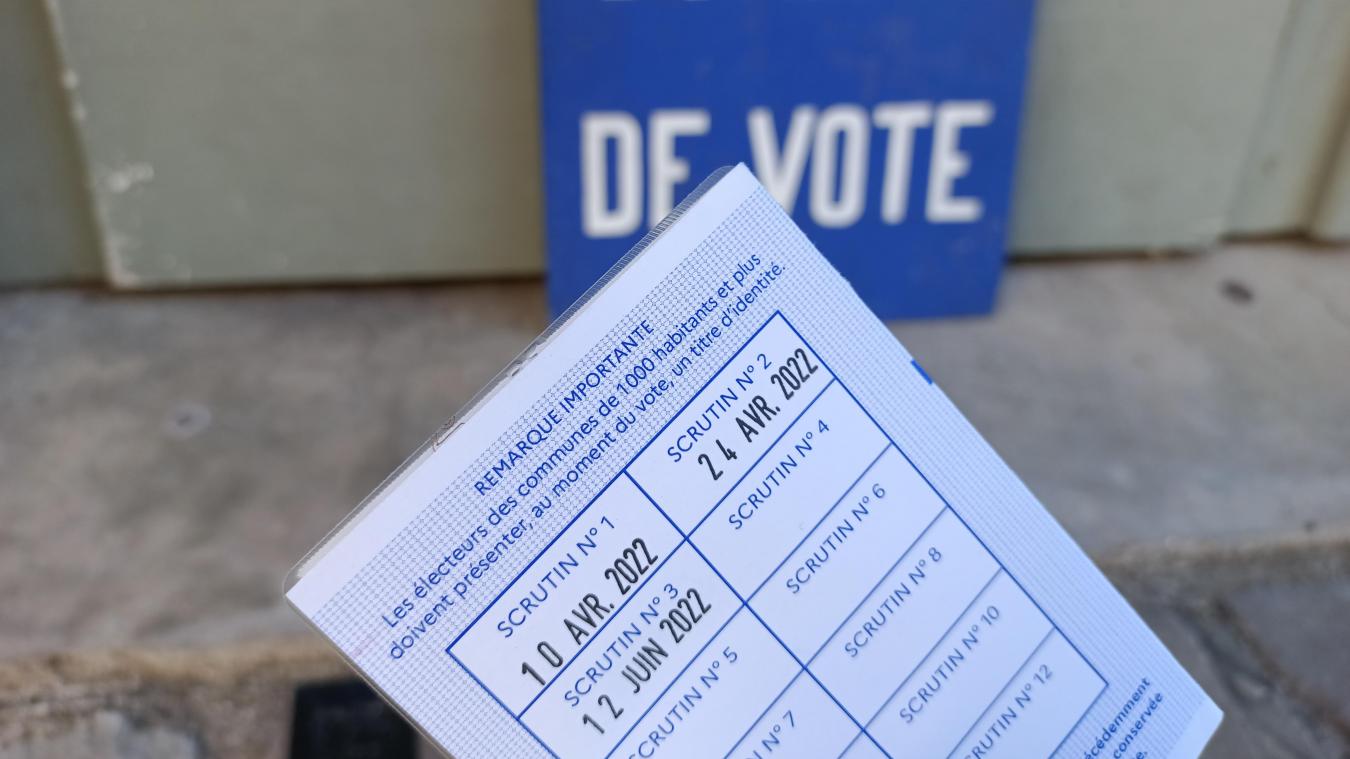 DE VOTE
REMARQUE IMPORTANTE
Les électeurs des communes de 1000 habitants et plus
doivent présenter, au moment du vote, un titre d'identité.
SCRUTIN N° 1
10 AVR. 2022
SCRUTIN N° 2
24 AVR. 2022
SCRUTIN N° 3
12 JUIN 2022
SCRUTIN N° 4
SCRUTIN N° 5
SCRUTIN N° 6
N° 7
SCRUTIN N° 8
SCRUTIN N° 10
SCRUTIN N° 12
conservée